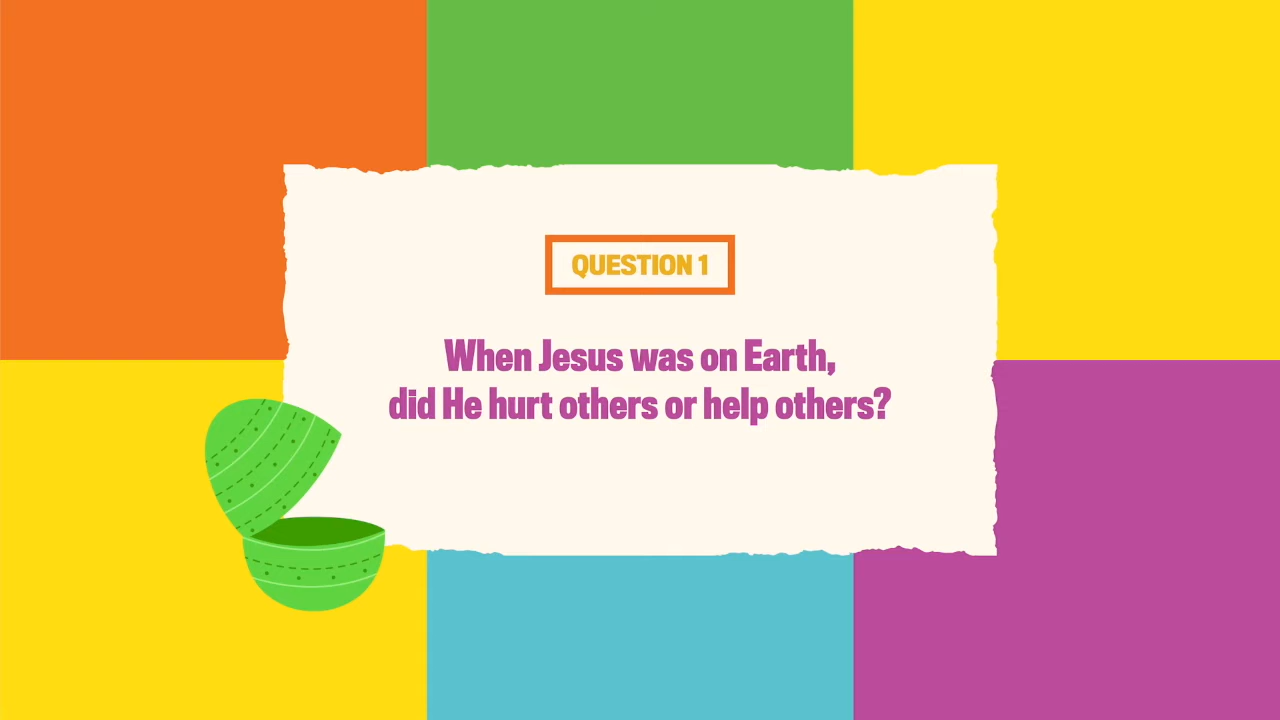 QUESTION 1
When Jesus was on Earth,
did He hurt others or help others?